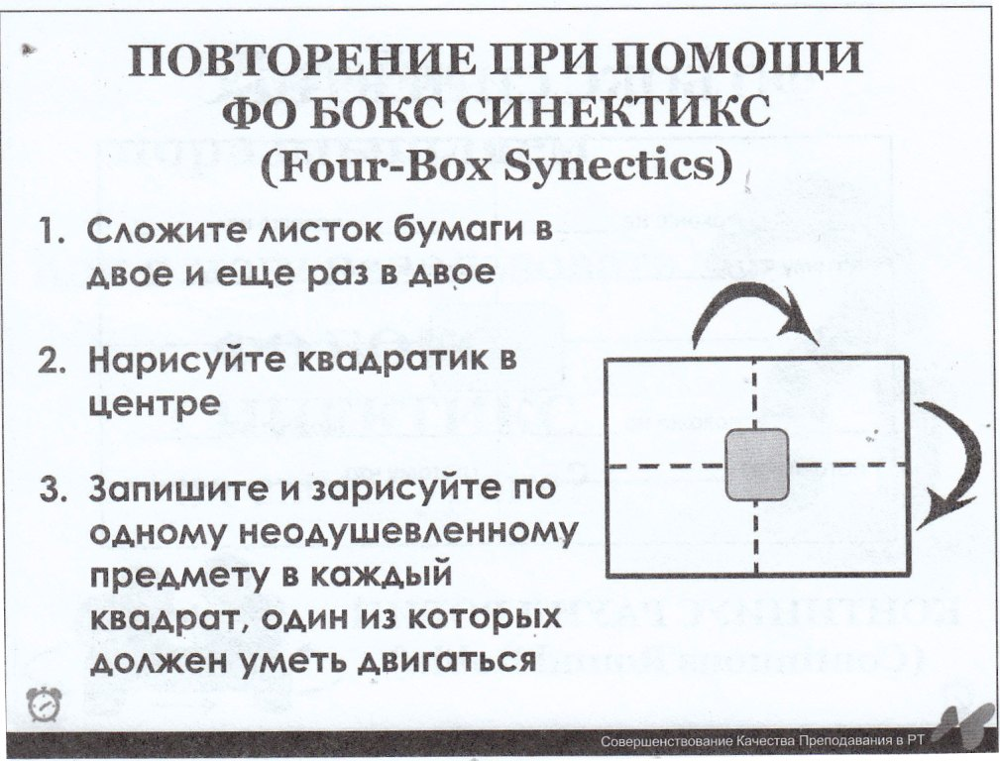 ПОВТОРЕНИЕ ПРИ ПОМОЩИ
ФО БОКС СИНЕКТИКС
(Four-Box Synectics)
1. Сложите листок бумаги в
двое и еще раз в двое
2. Нарисуйте квадратик в
центре
3. Запишите и зарисуйте по
одному неодушевленному
предмету в каждый
квадрат, один из которых
должен уметь двигаться
Совершенствование Качества Преподавания в РТ